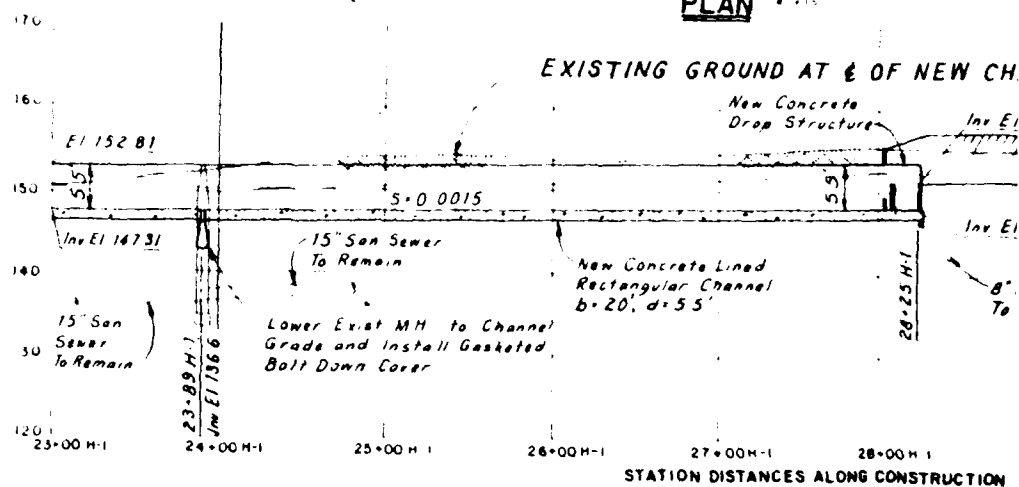 PLAN
170
160
150
140
30
120
EXISTING GROUND AT ℄ OF NEW CH
New Concrete
Drop Structure
Inv El
El 152 81
5.5'
S=0.0015
5.5'
Inv El 147.31
15" San Sewer
To Remain
New Concrete Lined
Rectangular Channel
b=20', d=5.5'
Inv El
8"
To
15" San
Sewer
To Remain
Lower Exist MH to Channel
Grade and Install Gasketed
Bolt Down Cover
23+89 H-1
Inv El 136.6
28+25 H-1
23+00 H-1
24+00 H-1
25+00 H-1
26+00 H-1
27+00 H-1
28+00 H-1
STATION DISTANCES ALONG CONSTRUCTION